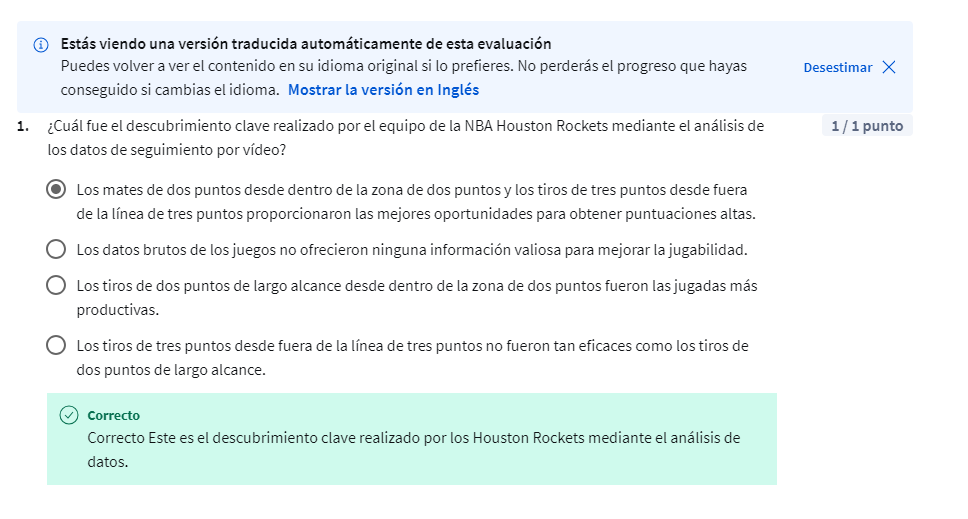 Estás viendo una versión traducida automáticamente de esta evaluación
Puedes volver a ver el contenido en su idioma original si lo prefieres. No perderás el progreso que hayas
conseguido si cambias el idioma. Mostrar la versión en Inglés
Desestimar
1. ¿Cuál fue el descubrimiento clave realizado por el equipo de la NBA Houston Rockets mediante el análisis de
los datos de seguimiento por vídeo?
1 / 1 punto
Los mates de dos puntos desde dentro de la zona de dos puntos y los tiros de tres puntos desde fuera
de la línea de tres puntos proporcionaron las mejores oportunidades para obtener puntuaciones altas.
Los datos brutos de los juegos no ofrecieron ninguna información valiosa para mejorar la jugabilidad.
Los tiros de dos puntos de largo alcance desde dentro de la zona de dos puntos fueron las jugadas más
productivas.
Los tiros de tres puntos desde fuera de la línea de tres puntos no fueron tan eficaces como los tiros de
dos puntos de largo alcance.
Correcto
Correcto Este es el descubrimiento clave realizado por los Houston Rockets mediante el análisis de
datos.